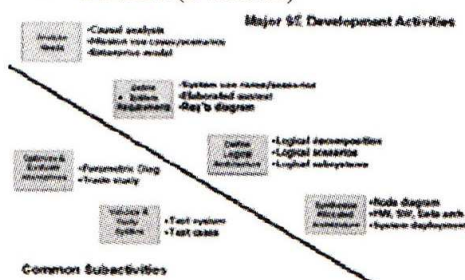 Major SE Development Activities
Analyze
Needs
•Causal analysis
•Mission use cases/scenarios
•Enterprise model
Define
System
Requirements
•System use cases/scenarios
•Elaborated context
•Req'ts diagram
Define
Logical
Architecture
•Logical decomposition
•Logical scenarios
•Logical subsystems
Optimize &
Evaluate
•Parametric Diag
•Trade study
Synthesize
Allocated
Architecture
•Node diagram
•HW, SW, Data arch
•System deployment
Validate &
Verify
System
•Test system
•Test cases
Common Subactivities